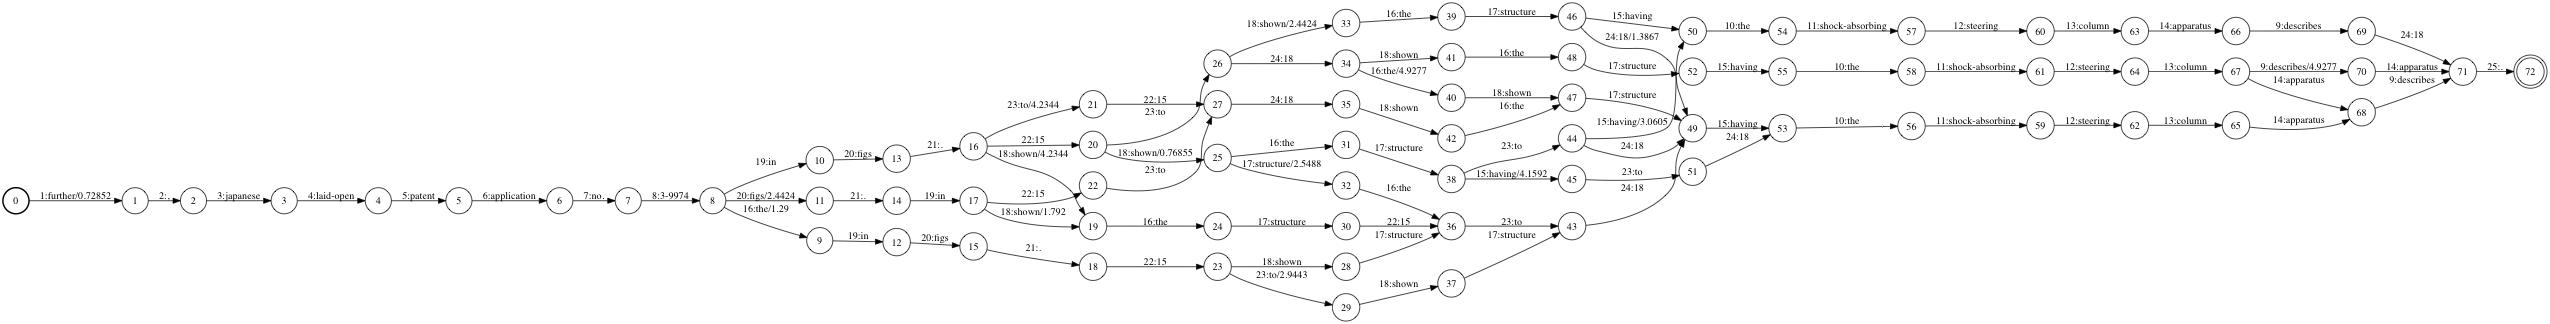 0 1:further/0.72852 1 2:. 2 3:japanese 3 4:laid-open 4 5:patent 5 6:application 6 7:no. 7 8:3-9974 8
19:in 10 20:figs 13 21:. 16
20:figs/2.4424 11 21:. 14 19:in 17
16:the/1.29 9 19:in 12 20:figs 15 21:. 18
23:to/4.2344 21 22:15
22:15 20 23:to
18:shown/4.2344 18:shown/0.76855
22:15 22 23:to
18:shown/1.792 19 16:the 24 17:structure 30 22:15 36 23:to 43 24:18
22:15 23 18:shown 28 17:structure
23:to/2.9443 29 18:shown 37 17:structure
26 18:shown/2.4424 33 16:the 39 17:structure 46 15:having 50
24:18/1.3867
24:18 34 18:shown 41 16:the 48 17:structure 52
16:the/4.9277 40 18:shown 47 17:structure 49
27 24:18 35 18:shown 42 16:the
25 16:the 31 17:structure 38 23:to 44 15:having/3.0605
24:18
17:structure/2.5488 32 16:the
15:having/4.1592 45 23:to 51 24:18
50 10:the 54 11:shock-absorbing 57 12:steering 60 13:column 63 14:apparatus 66 9:describes 69 24:18
52 15:having 55 10:the 58 11:shock-absorbing 61 12:steering 64 13:column 67 9:describes/4.9277 70 14:apparatus 71 25:. 72
14:apparatus 68 9:describes
49 15:having 53 10:the 56 11:shock-absorbing 59 12:steering 62 13:column 65 14:apparatus